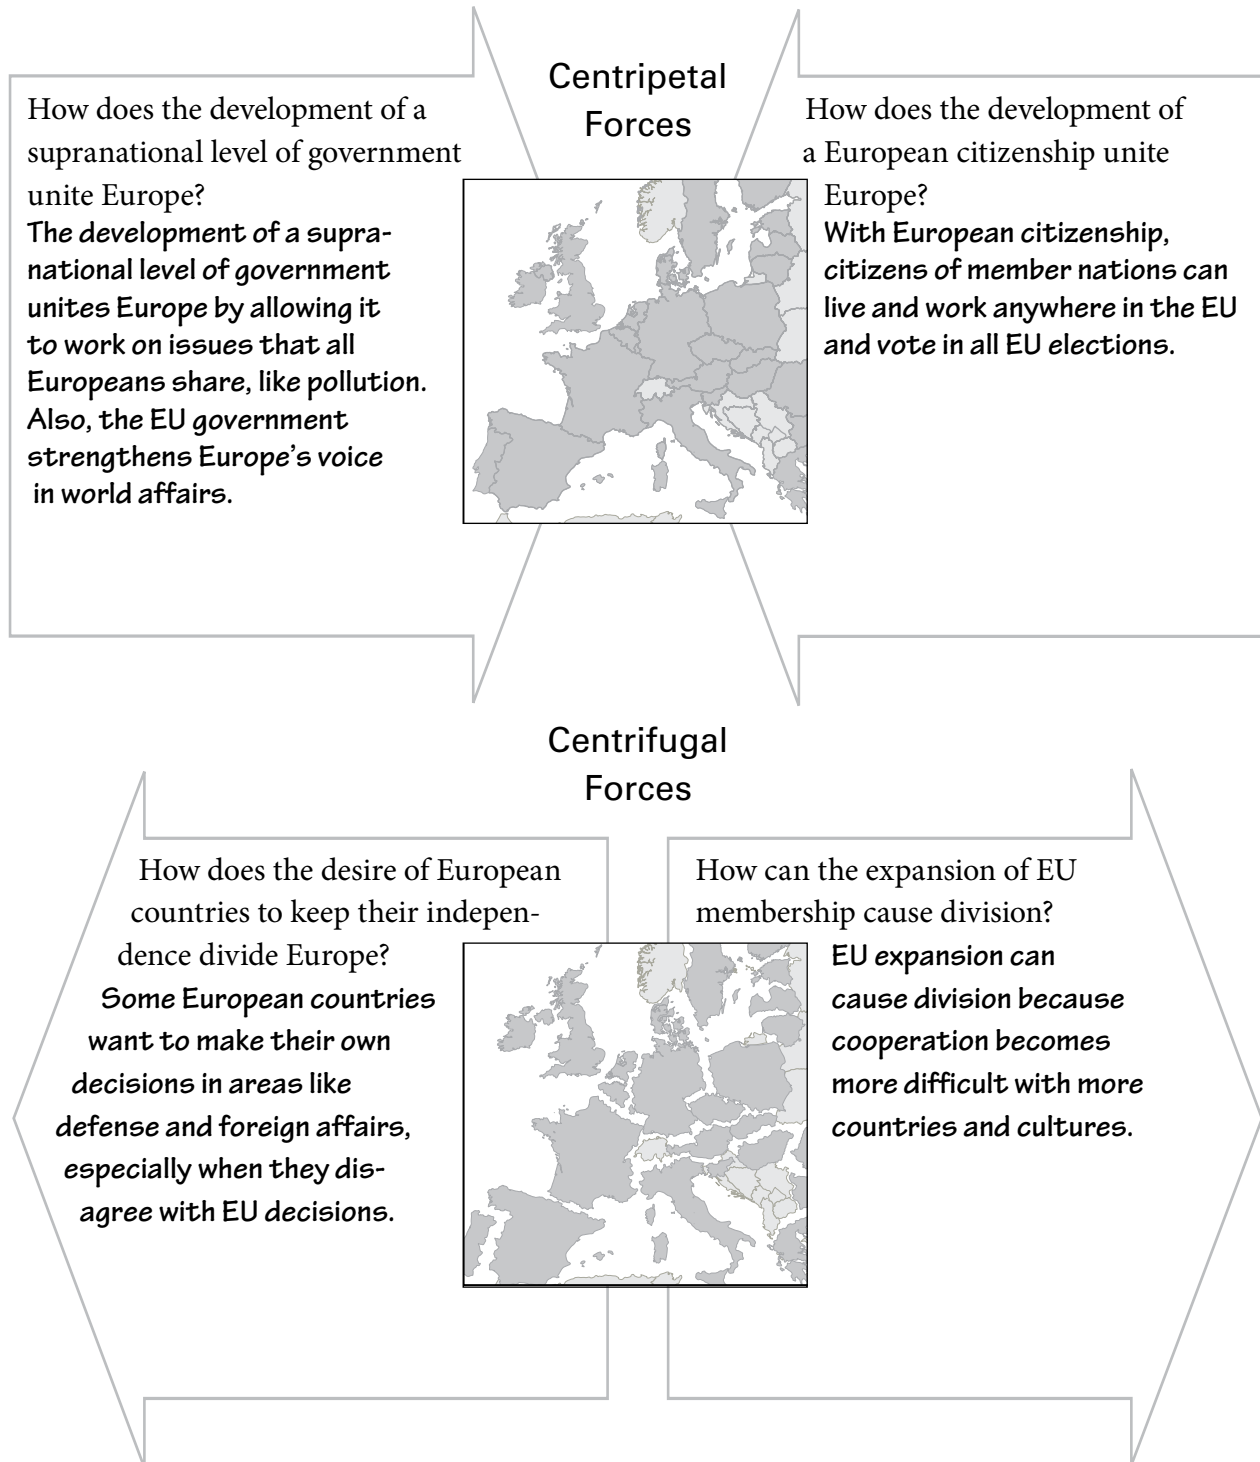 Centripetal
Forces
How does the development of a
supranational level of government
unite Europe?
The development of a supra-
national level of government
unites Europe by allowing it
to work on issues that all
Europeans share, like pollution.
Also, the EU government
strengthens Europe's voice
in world affairs.
How does the development of
a European citizenship unite
Europe?
With European citizenship,
citizens of member nations can
live and work anywhere in the EU
and vote in all EU elections.
Centrifugal
Forces
How does the desire of European
countries to keep their indepen-
dence divide Europe?
Some European countries
want to make their own
decisions in areas like
defense and foreign affairs,
especially when they dis-
agree with EU decisions.
How can the expansion of EU
membership cause division?
EU expansion can
cause division because
cooperation becomes
more difficult with more
countries and cultures.